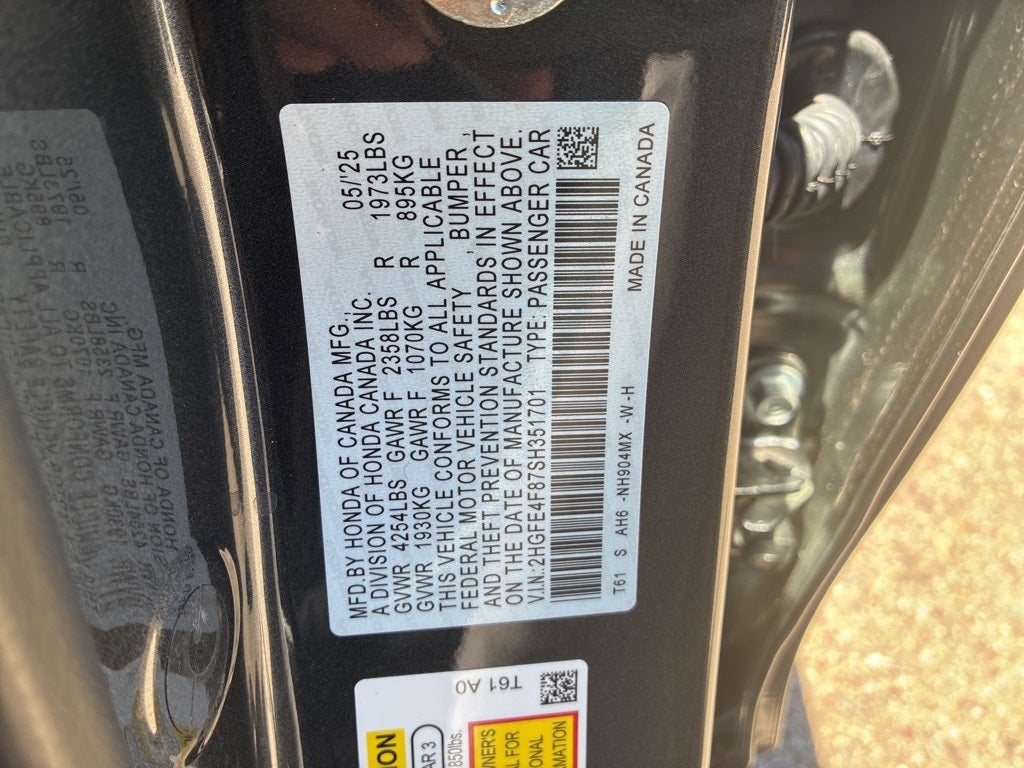 MFD.BY HONDA OF CANADA MFG., 05/'25
A DIVISION OF HONDA CANADA INC.
GVWR 4254LBS GAWR F 2358LBS R 1973LBS
GVWR 1930KG GAWR F 1070KG R 895KG
THIS VEHICLE CONFORMS TO ALL APPLICABLE
FEDERAL MOTOR VEHICLE SAFETY , BUMPER ,
AND THEFT PREVENTION STANDARDS IN EFFECT
ON THE DATE OF MANUFACTURE SHOWN ABOVE.
V.I.N.:2HGFE4F87SH351701 TYPE: PASSENGER CAR
T61 S AH6 -NH904MX -W -H
MADE IN CANADA
T61 A0
AR 3
850lbs.